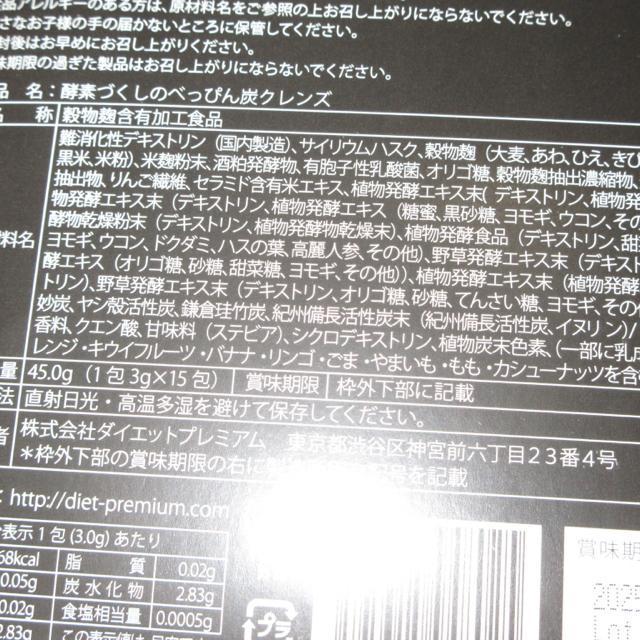 品アレルギーのある方は、原材料名をご参照の上お召し上がりにならないでください。
さなお子様の手の届かないところに保管してください。
封後はお早めにお召し上がりください。
味期限の過ぎた製品はお召し上がりにならないでください。
品 名：酵素づくしのべっぴん炭クレンズ
名 称 穀物麹含有加工食品
料名
難消化性デキストリン（国内製造）、サイリウムハスク、穀物麹（大麦、あわ、ひえ、きび
黒米、米粉）、米麹粉末、酒粕発酵物、有胞子性乳酸菌、オリゴ糖、穀物麹抽出濃縮物
抽出物、りんご繊維、セラミド含有米エキス、植物発酵エキス末（デキストリン、植物発
物発酵エキス末（デキストリン、植物発酵エキス（糖蜜、黒砂糖、ヨモギ、ウコン、その
酵物乾燥粉末（デキストリン、植物発酵物乾燥末）、植物発酵食品（デキストリン、甜
ヨモギ、ウコン、ドクダミ、ハスの葉、高麗人参、その他）、野草発酵エキス末（デキスト
酵エキス（オリゴ糖、砂糖、甜菜糖、ヨモギ、その他））、植物発酵エキス末（植物発酵
トリン）、野草発酵エキス末（デキストリン、オリゴ糖、砂糖、てんさい糖、ヨモギ、その
妙炭、ヤシ殻活性炭、鎌倉珪竹炭、紀州備長活性炭末（紀州備長活性炭、イヌリン）/
香料、クエン酸、甘味料（ステビア）、シクロデキストリン、植物炭末色素、（一部に乳成
レンジ・キウイフルーツ・バナナ・リンゴ・ごま・やまいも・もも・カシューナッツを含
量 45.0g（1包3g×15包） 賞味期限 枠外下部に記載
法 直射日光・高温多湿を避けて保存してください。
者 株式会社ダイエットプレミアム 東京都渋谷区神宮前六丁目23番4号
＊枠外下部の賞味期限の右に製 号を記載
：http://diet-premium.com
表示1包(3.0g)あたり
68kcal 脂 質 0.02g
0.05g 炭水化物 2.83g
0.02g 食塩相当量 0.0005g
2.83g この表示値は、目安で
プラ
賞味期
202
Lot